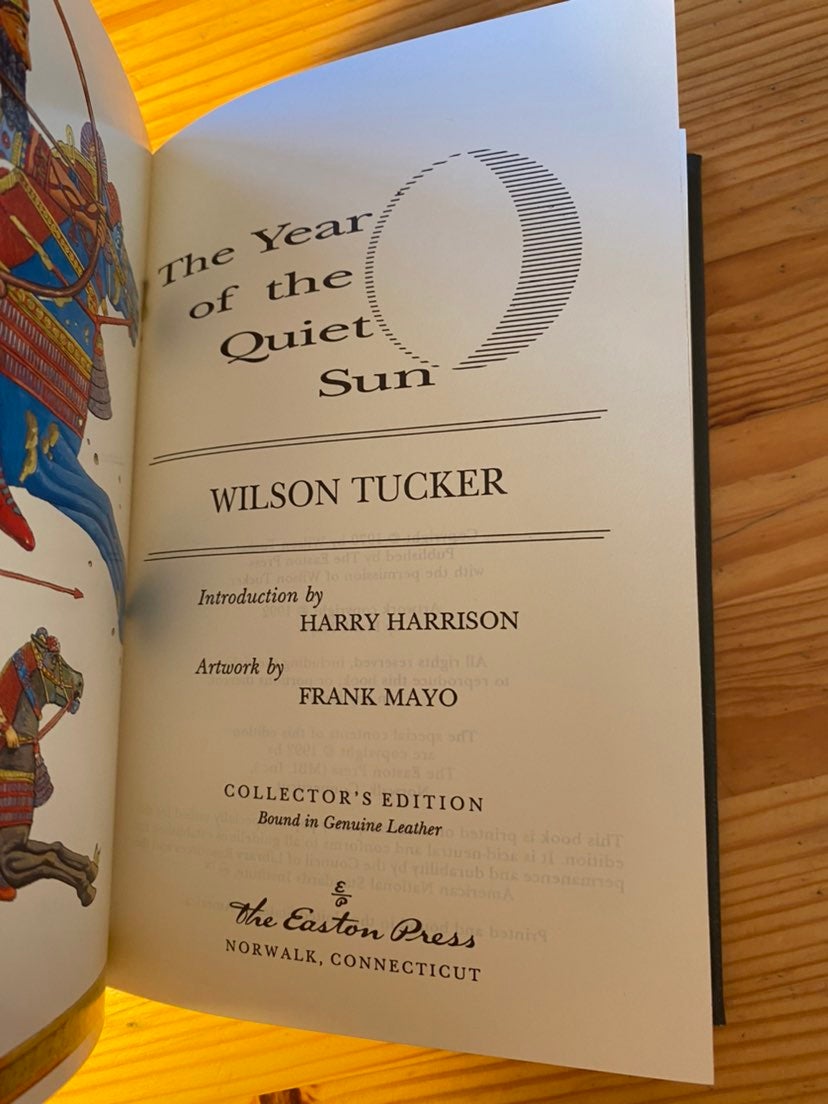 The Year
of the
Quiet
Sun
WILSON TUCKER
Introduction by
HARRY HARRISON
Artwork by
FRANK MAYO
COLLECTOR'S EDITION
Bound in Genuine Leather
The Easton Press
NORWALK, CONNECTICUT